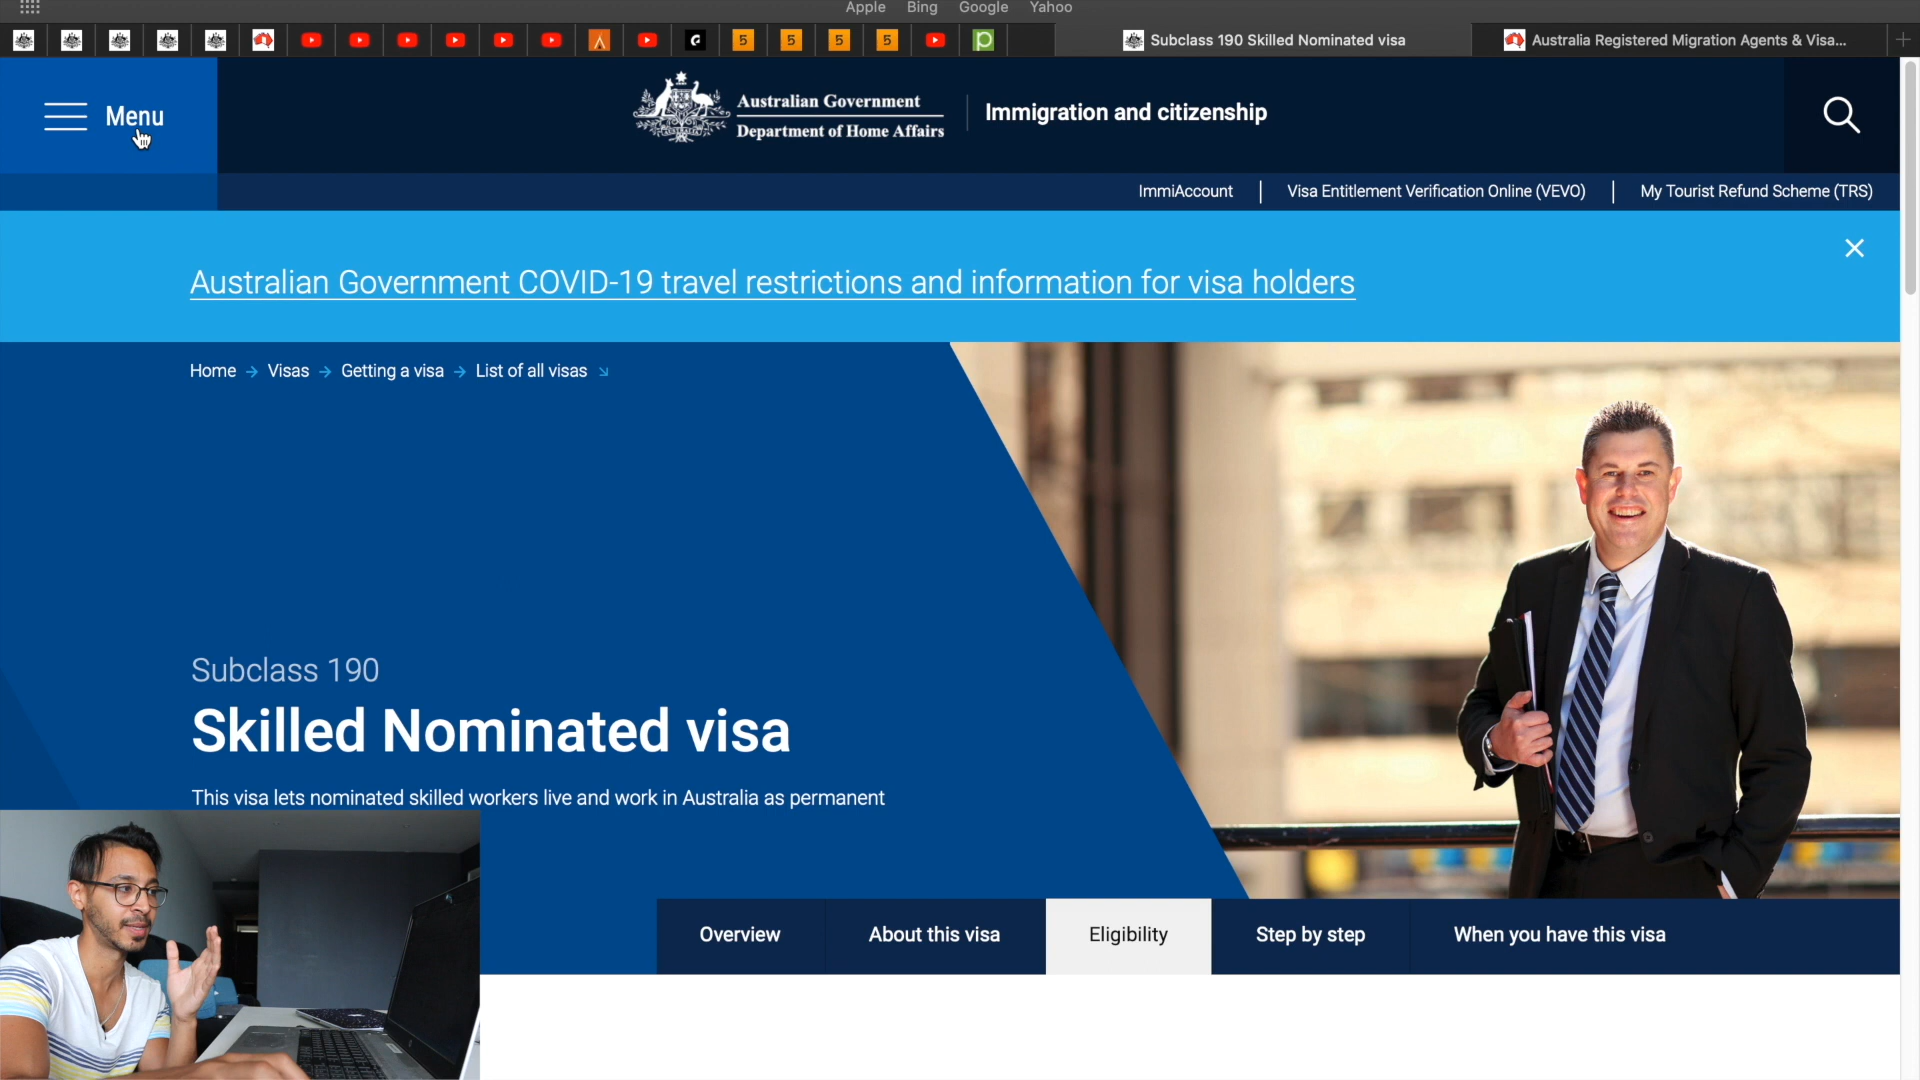 Apple Bing Google Yahoo
5 5 5 5
Subclass 190 Skilled Nominated visa
Australia Registered Migration Agents & Visa...
Menu
Australian Government
Department of Home Affairs
Immigration and citizenship
ImmiAccount
Visa Entitlement Verification Online (VEVO)
My Tourist Refund Scheme (TRS)
Australian Government COVID-19 travel restrictions and information for visa holders
Home → Visas → Getting a visa → List of all visas
Subclass 190
Skilled Nominated visa
This visa lets nominated skilled workers live and work in Australia as permanent
Overview
About this visa
Eligibility
Step by step
When you have this visa